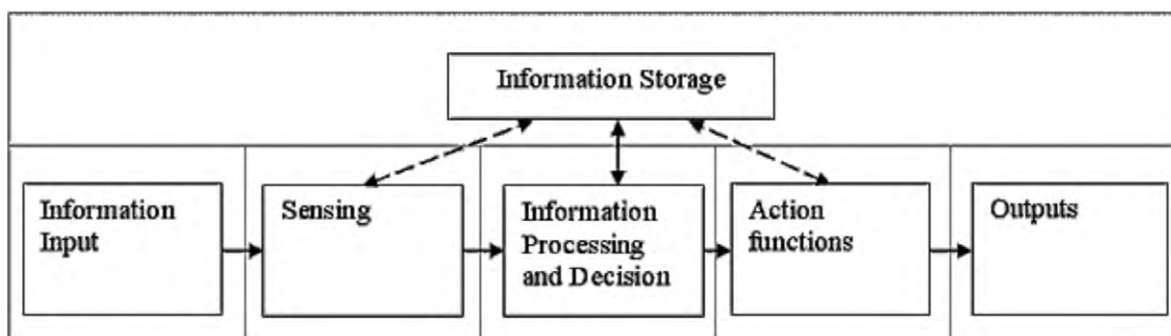 Information Storage
Information
Input
Sensing
Information
Processing
and Decision
Action
functions
Outputs